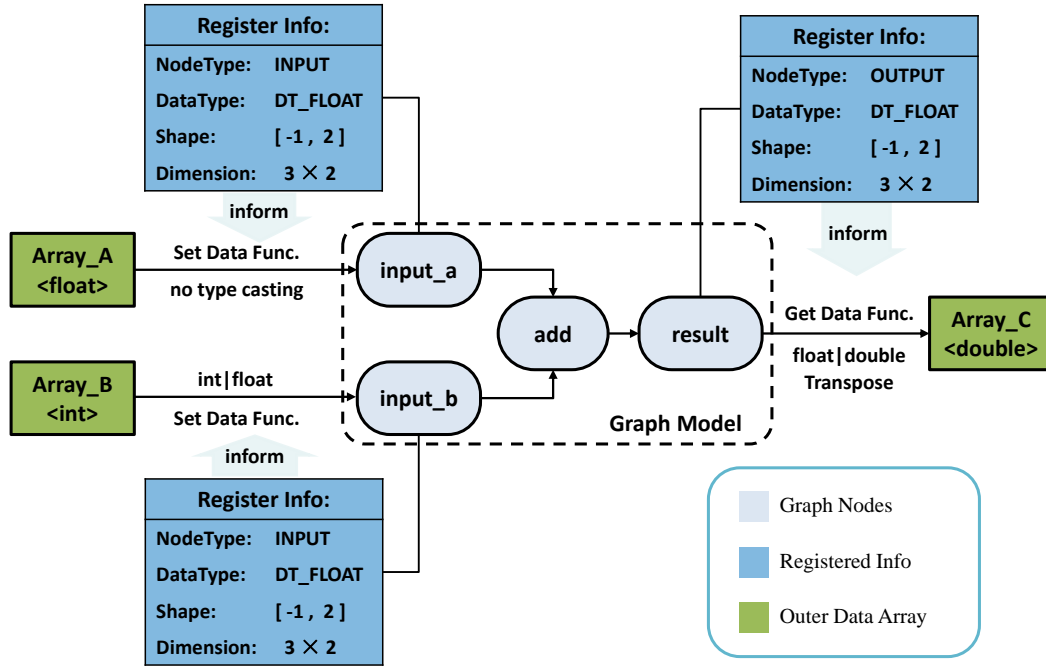 Register Info:
NodeType: INPUT
DataType: DT_FLOAT
Shape: [ -1 , 2 ]
Dimension: 3 × 2
inform
Register Info:
NodeType: OUTPUT
DataType: DT_FLOAT
Shape: [ -1 , 2 ]
Dimension: 3 × 2
inform
Array_A
<float>
Set Data Func.
no type casting
input_a
add
result
Get Data Func.
float|double
Transpose
Array_C
<double>
Array_B
<int>
int|float
Set Data Func.
input_b
Graph Model
inform
Register Info:
NodeType: INPUT
DataType: DT_FLOAT
Shape: [ -1 , 2 ]
Dimension: 3 × 2
Graph Nodes
Registered Info
Outer Data Array